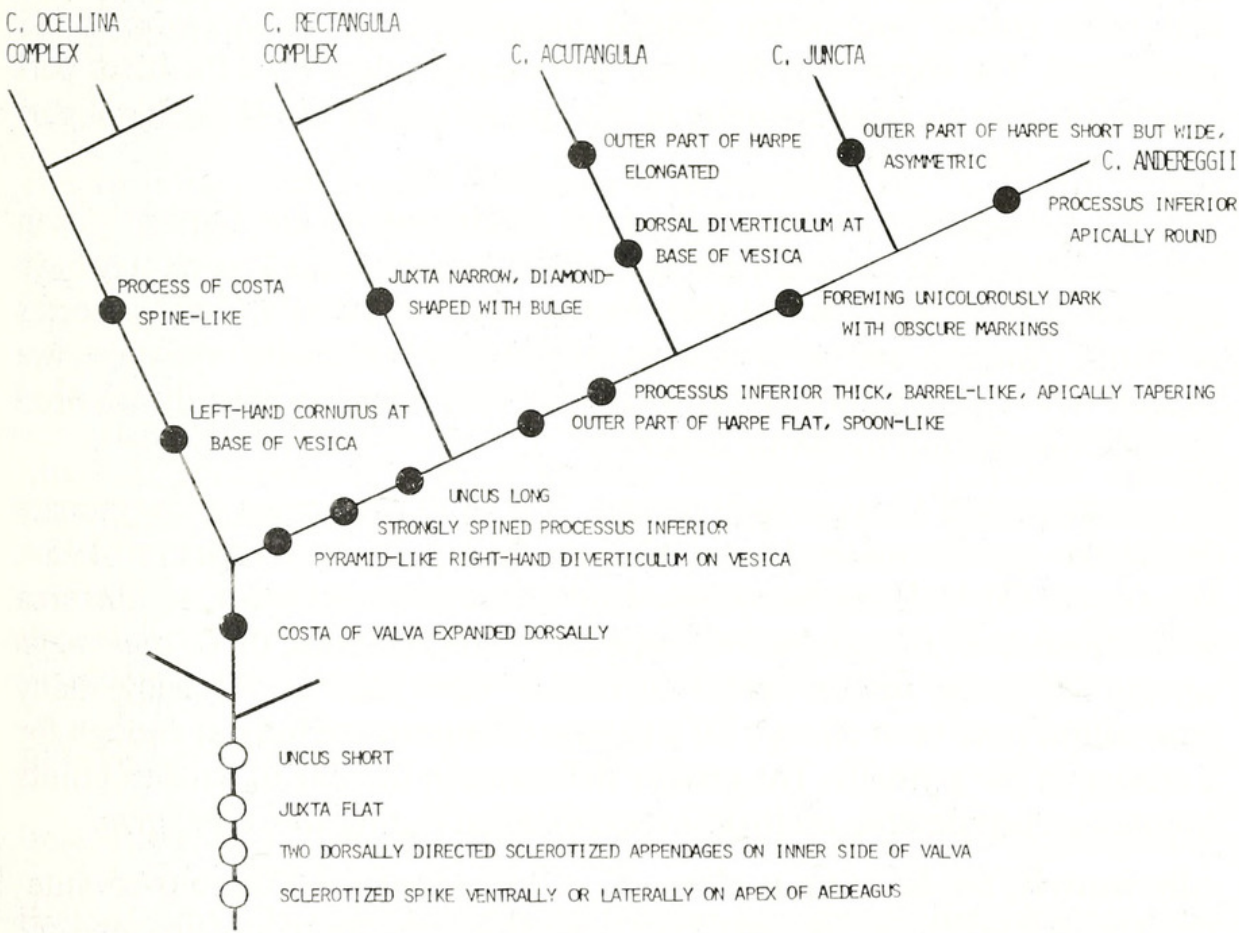 C. OCELLINA
COMPLEX
C. RECTANGULA
COMPLEX
C. ACUTANGULA
C. JUNCTA
OUTER PART OF HARPE
ELONGATED
OUTER PART OF HARPE SHORT BUT WIDE,
ASYMMETRIC
C. ANDEREGGII
PROCESSUS INFERIOR
APICALLY ROUND
DORSAL DIVERTICULUM AT
BASE OF VESICA
PROCESS OF COSTA
SPINE-LIKE
JUXTA NARROW, DIAMOND-
SHAPED WITH BULGE
FOREWING UNICOLOROUSLY DARK
WITH OBSCURE MARKINGS
PROCESSUS INFERIOR THICK, BARREL-LIKE, APICALLY TAPERING
OUTER PART OF HARPE FLAT, SPOON-LIKE
LEFT-HAND CORNUTUS AT
BASE OF VESICA
UNCUS LONG
STRONGLY SPINED PROCESSUS INFERIOR
PYRAMID-LIKE RIGHT-HAND DIVERTICULUM ON VESICA
COSTA OF VALVA EXPANDED DORSALLY
UNCUS SHORT
JUXTA FLAT
TWO DORSALLY DIRECTED SCLEROTIZED APPENDAGES ON INNER SIDE OF VALVA
SCLEROTIZED SPIKE VENTRALLY OR LATERALLY ON APEX OF AEDEAGUS